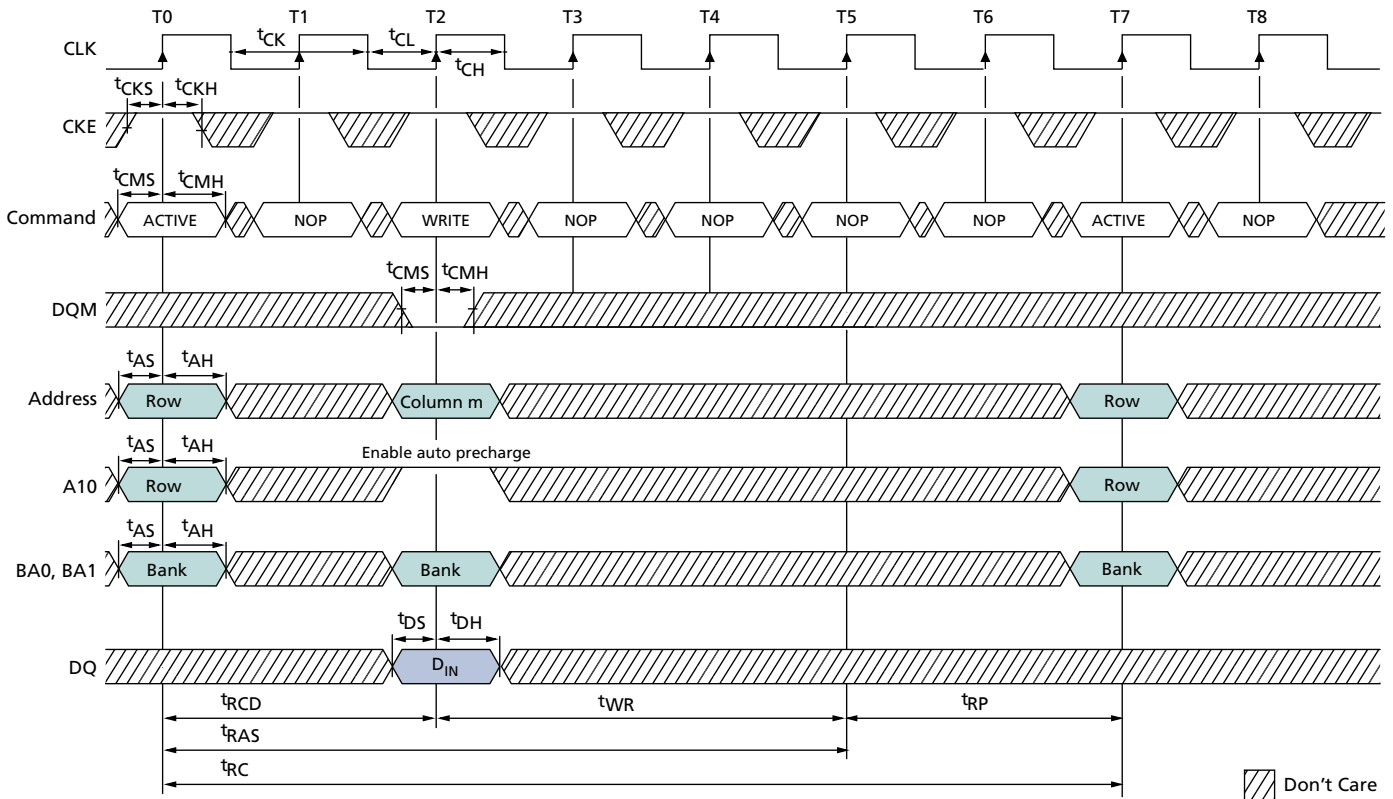 T0 T1 T2 T3 T4 T5 T6 T7 T8
CLK tCK tCL tCH
tCKS tCKH
CKE
tCMS tCMH
Command ACTIVE NOP WRITE NOP NOP NOP NOP ACTIVE NOP
tCMS tCMH
DQM
tAS tAH
Address Row Column m Row
tAS tAH Enable auto precharge
A10 Row Row
tAS tAH
BA0, BA1 Bank Bank Bank
tDS tDH
DQ DIN
tRCD tWR tRP
tRAS
tRC
Don't Care